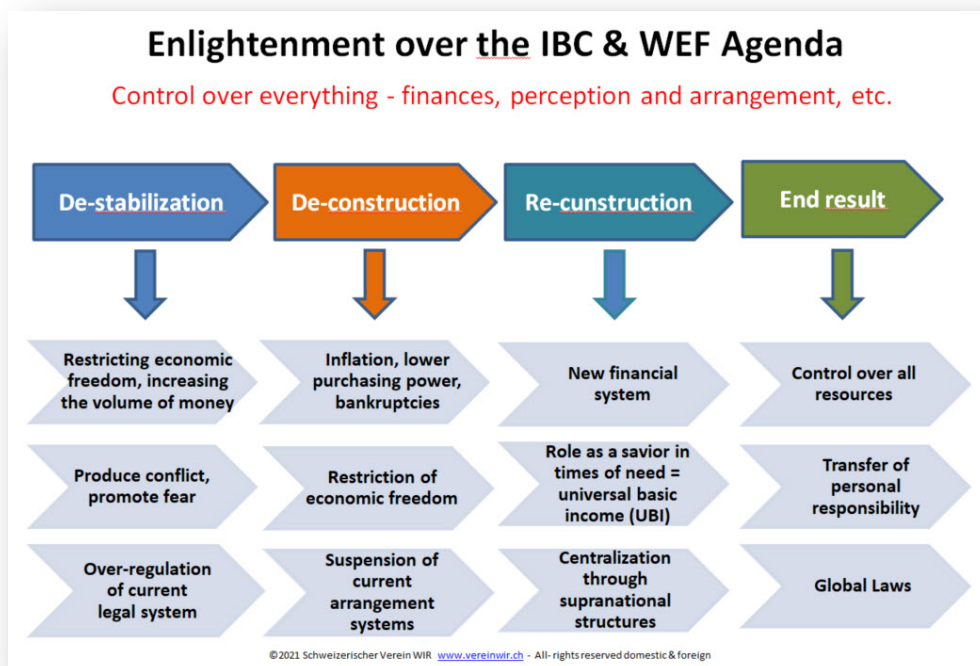 Enlightenment over the IBC & WEF Agenda
Control over everything - finances, perception and arrangement, etc.
De-stabilization
De-construction
Re-cunstruction
End result
Restricting economic
freedom, increasing
the volume of money
Inflation, lower
purchasing power,
bankruptcies
New financial
system
Control over all
resources
Produce conflict,
promote fear
Restriction of
economic freedom
Role as a savior in
times of need =
universal basic
income (UBI)
Transfer of
personal
responsibility
Over-regulation
of current
legal system
Suspension of
current
arrangement
systems
Centralization
through
supranational
structures
Global Laws
©2021 Schweizerischer Verein WIR www.vereinwir.ch - All- rights reserved domestic & foreign